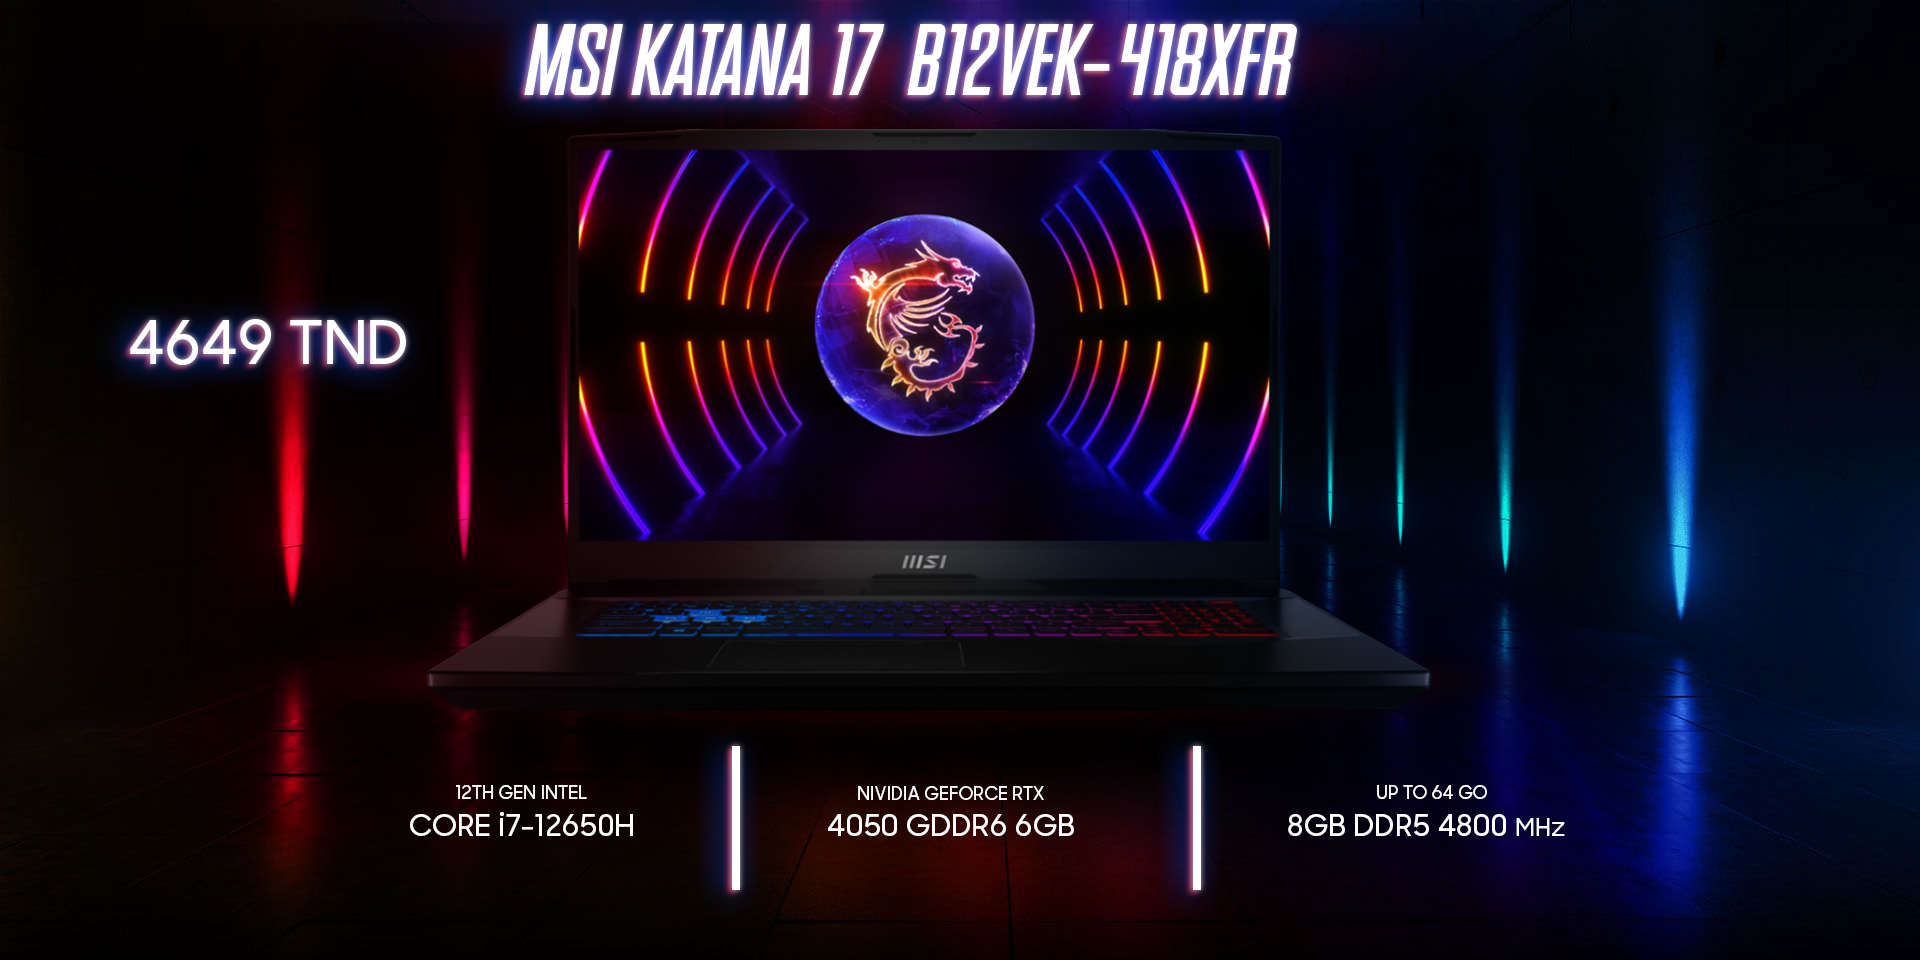 MSI KATANA 17 B12VEK-418XFR
4649 TND
msi
12TH GEN INTEL
CORE i7-12650H
NIVIDIA GEFORCE RTX
4050 GDDR6 6GB
UP TO 64 GO
8GB DDR5 4800 MHz